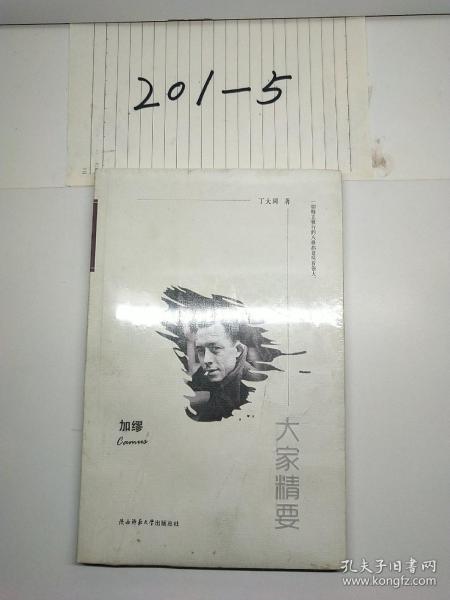 201-5
丁大同 著
加缪
Camus
大家精要
陕西师范大学出版总社
孔夫子旧书网
www.kongfz.com